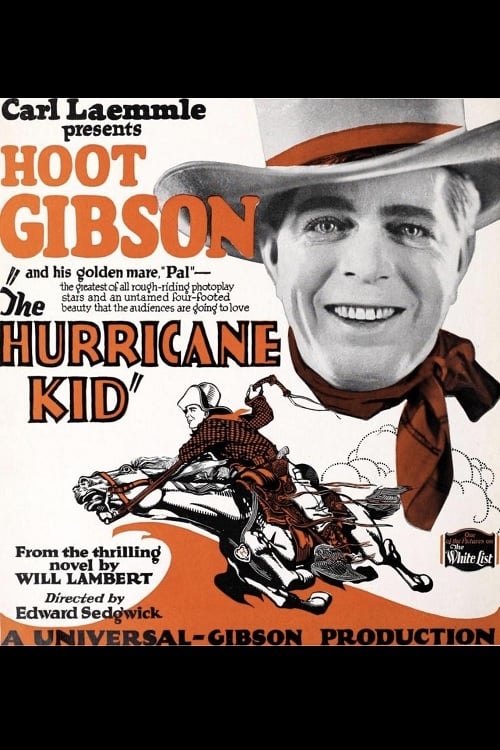 Carl Laemmle
presents
HOOT
GIBSON
and his golden mare, "Pal"—
the greatest of all rough-riding photoplay
stars and an untamed four-footed
beauty that the audiences are going to love
"The
HURRICANE
KID"
From the thrilling
novel by
WILL LAMBERT
Directed by
Edward Sedgwick
One
of the Pictures on
The
White List
A UNIVERSAL-GIBSON PRODUCTION